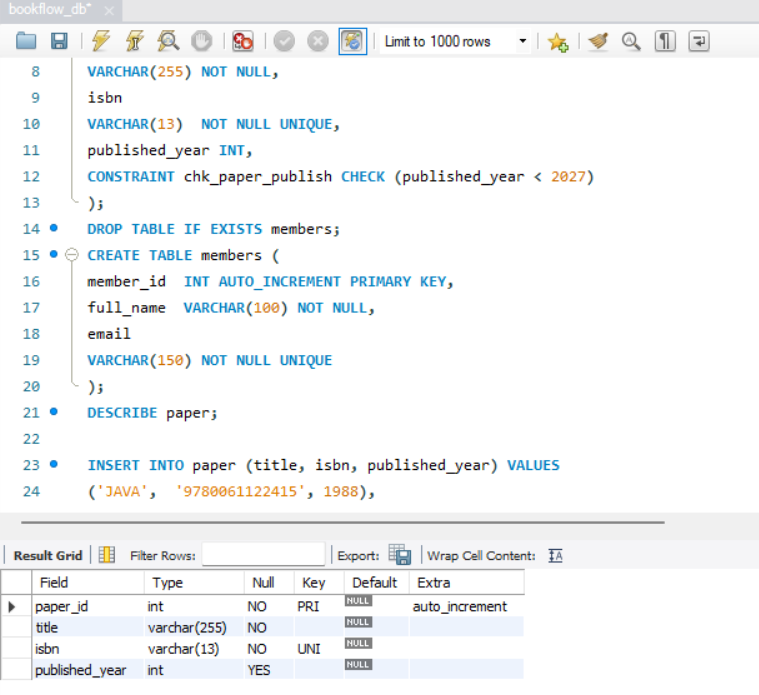 bookflow_db*
Limit to 1000 rows
8 VARCHAR(255) NOT NULL,
9 isbn
10 VARCHAR(13)  NOT NULL UNIQUE,
11 published_year INT,
12 CONSTRAINT chk_paper_publish CHECK (published_year < 2027)
13 );
14 DROP TABLE IF EXISTS members;
15 CREATE TABLE members (
16 member_id  INT AUTO_INCREMENT PRIMARY KEY,
17 full_name  VARCHAR(100) NOT NULL,
18 email
19 VARCHAR(150) NOT NULL UNIQUE
20 );
21 DESCRIBE paper;
22
23 INSERT INTO paper (title, isbn, published_year) VALUES
24 ('JAVA',  '9780061122415', 1988),
Result Grid Filter Rows: Export: Wrap Cell Content:
Field Type Null Key Default Extra
paper_id int NO PRI NULL auto_increment
title varchar(255) NO NULL
isbn varchar(13) NO UNI NULL
published_year int YES NULL